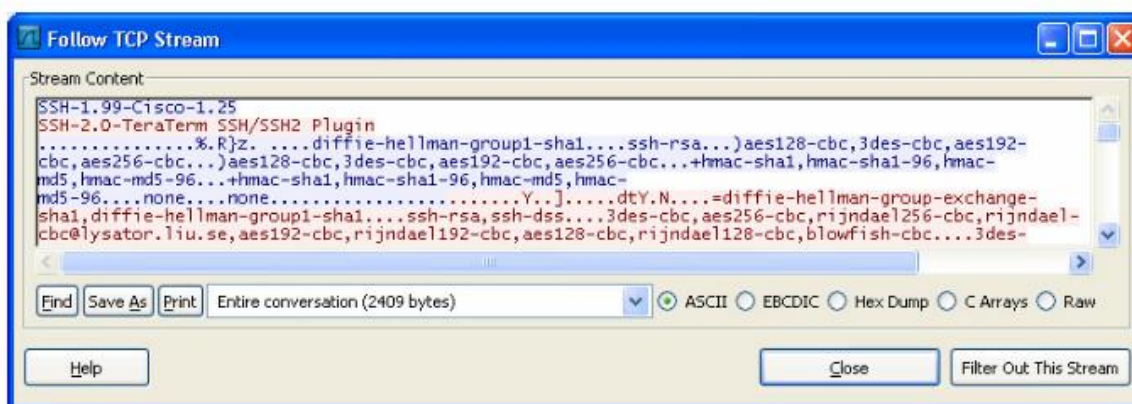 Follow TCP Stream
Stream Content
SSH-1.99-Cisco-1.25
SSH-2.0-TeraTerm SSH/SSH2 Plugin
...............%.R}z. ....diffie-hellman-group1-sha1....ssh-rsa...)aes128-cbc,3des-cbc,aes192-
cbc,aes256-cbc...)aes128-cbc,3des-cbc,aes192-cbc,aes256-cbc...+hmac-sha1,hmac-sha1-96,hmac-
md5,hmac-md5-96...+hmac-sha1,hmac-sha1-96,hmac-md5,hmac-
md5-96....none....none.........................Y..].....dtY.N....=diffie-hellman-group-exchange-
sha1,diffie-hellman-group1-sha1....ssh-rsa,ssh-dss....3des-cbc,aes256-cbc,rijndael256-cbc,rijndael-
cbc@lysator.liu.se,aes192-cbc,rijndael192-cbc,aes128-cbc,rijndael128-cbc,blowfish-cbc....3des-
Find Save As Print Entire conversation (2409 bytes) ASCII EBCDIC Hex Dump C Arrays Raw
Help Close Filter Out This Stream